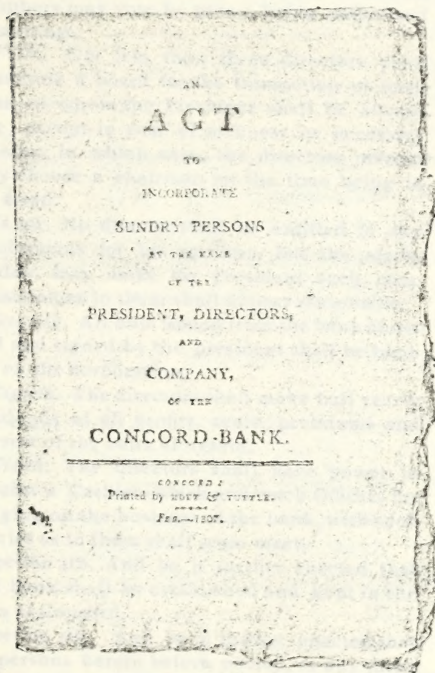 AN
ACT
TO
INCORPORATE
SUNDRY PERSONS
BY THE NAME
OF THE
PRESIDENT, DIRECTORS,
AND
COMPANY,
OF THE
CONCORD-BANK.
CONCORD:
Printed by &c TUTTLE.
FEB.—1807.